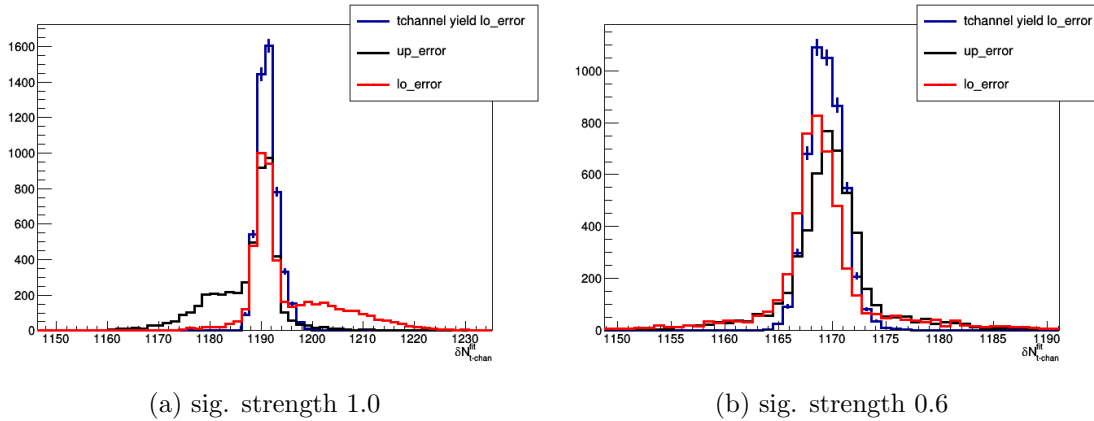 tchannel yield lo_error
up_error
lo_error
1600
1400
1200
1000
800
600
400
200
0
1150 1160 1170 1180 1190 1200 1210 1220 1230
δN^fit_t-chan
(a) sig. strength 1.0
tchannel yield lo_error
up_error
lo_error
1000
800
600
400
200
0
1150 1155 1160 1165 1170 1175 1180 1185 1190
δN^fit_t-chan
(b) sig. strength 0.6